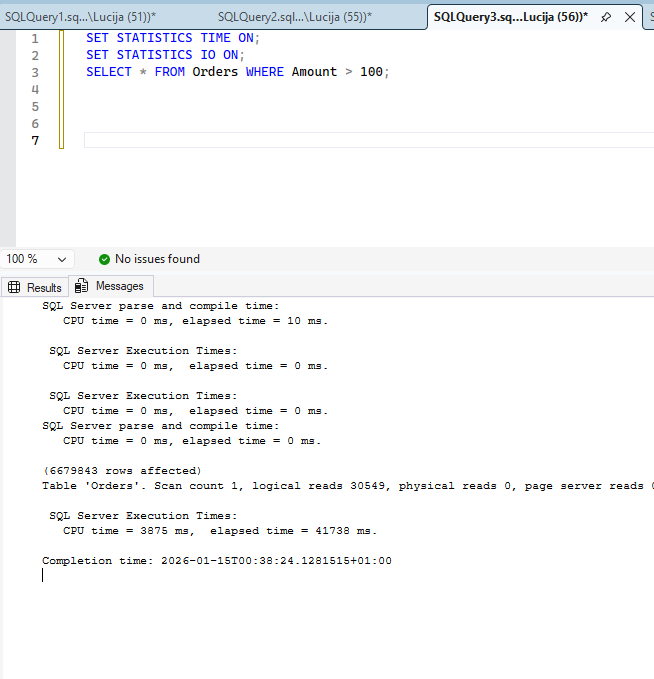 SQLQuery1.sq...\Lucija (51))*
SQLQuery2.sql...\Lucija (55))*
SQLQuery3.sq...Lucija (56))*
1 SET STATISTICS TIME ON;
2 SET STATISTICS IO ON;
3 SELECT * FROM Orders WHERE Amount > 100;
4
5
6
7
100 %
No issues found
Results
Messages
SQL Server parse and compile time:
CPU time = 0 ms, elapsed time = 10 ms.
SQL Server Execution Times:
CPU time = 0 ms,  elapsed time = 0 ms.
SQL Server Execution Times:
CPU time = 0 ms,  elapsed time = 0 ms.
SQL Server parse and compile time:
CPU time = 0 ms, elapsed time = 0 ms.
(6679843 rows affected)
Table 'Orders'. Scan count 1, logical reads 30549, physical reads 0, page server reads
SQL Server Execution Times:
CPU time = 3875 ms,  elapsed time = 41738 ms.
Completion time: 2026-01-15T00:38:24.1281515+01:00